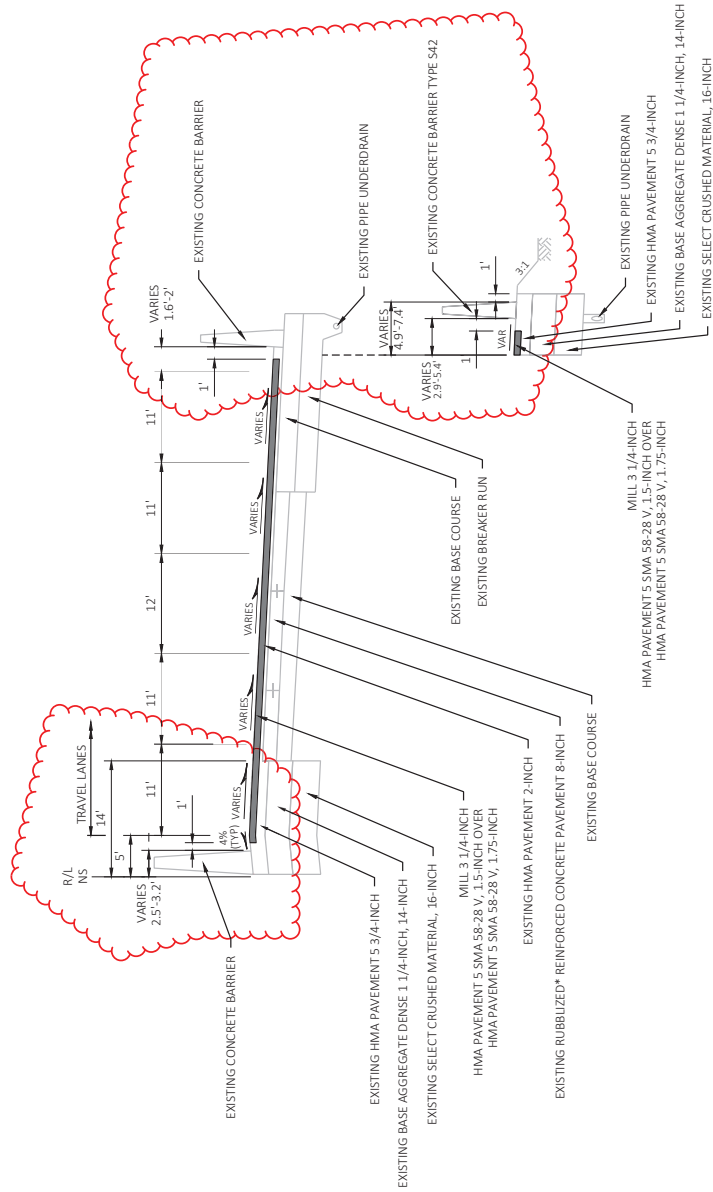 R/L
NS
TRAVEL LANES
14'
5'
11'
11'
12'
11'
11'
1'
VARIES
2.5'-3.2'
1'
VARIES
1.6'-2'
4%
(TYP)
VARIES
VARIES
VARIES
VARIES
VARIES
EXISTING CONCRETE BARRIER
EXISTING HMA PAVEMENT 5 3/4-INCH
EXISTING BASE AGGREGATE DENSE 1 1/4-INCH, 14-INCH
EXISTING SELECT CRUSHED MATERIAL, 16-INCH
MILL 3 1/4-INCH
HMA PAVEMENT 5 SMA 58-28 V, 1.5-INCH OVER
HMA PAVEMENT 5 SMA 58-28 V, 1.75-INCH
EXISTING HMA PAVEMENT 2-INCH
EXISTING RUBBLIZED* REINFORCED CONCRETE PAVEMENT 8-INCH
EXISTING BASE COURSE
EXISTING BASE COURSE
EXISTING BREAKER RUN
EXISTING CONCRETE BARRIER
EXISTING PIPE UNDERDRAIN
EXISTING CONCRETE BARRIER TYPE S42
VARIES
4.9'-7.4'
VARIES
2.9'-5.4'
1'
1
VAR
3:1
MILL 3 1/4-INCH
HMA PAVEMENT 5 SMA 58-28 V, 1.5-INCH OVER
HMA PAVEMENT 5 SMA 58-28 V, 1.75-INCH
EXISTING PIPE UNDERDRAIN
EXISTING HMA PAVEMENT 5 3/4-INCH
EXISTING BASE AGGREGATE DENSE 1 1/4-INCH, 14-INCH
EXISTING SELECT CRUSHED MATERIAL, 16-INCH